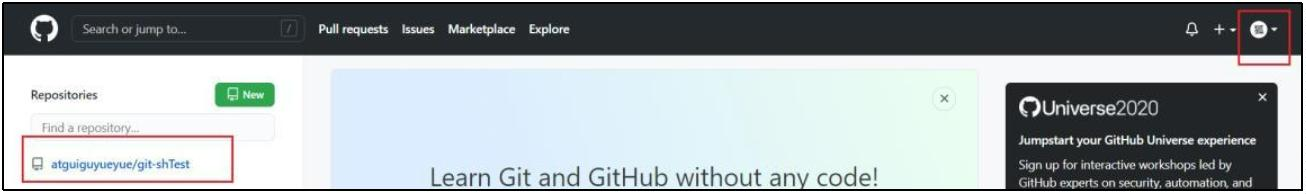 Search or jump to... /
Pull requests Issues Marketplace Explore
Repositories
New
Find a repository...
atguiguyueyue/git-shTest
Learn Git and GitHub without any code!
Universe2020
Jumpstart your GitHub Universe experience
Sign up for interactive workshops led by
GitHub experts on security, automation, and